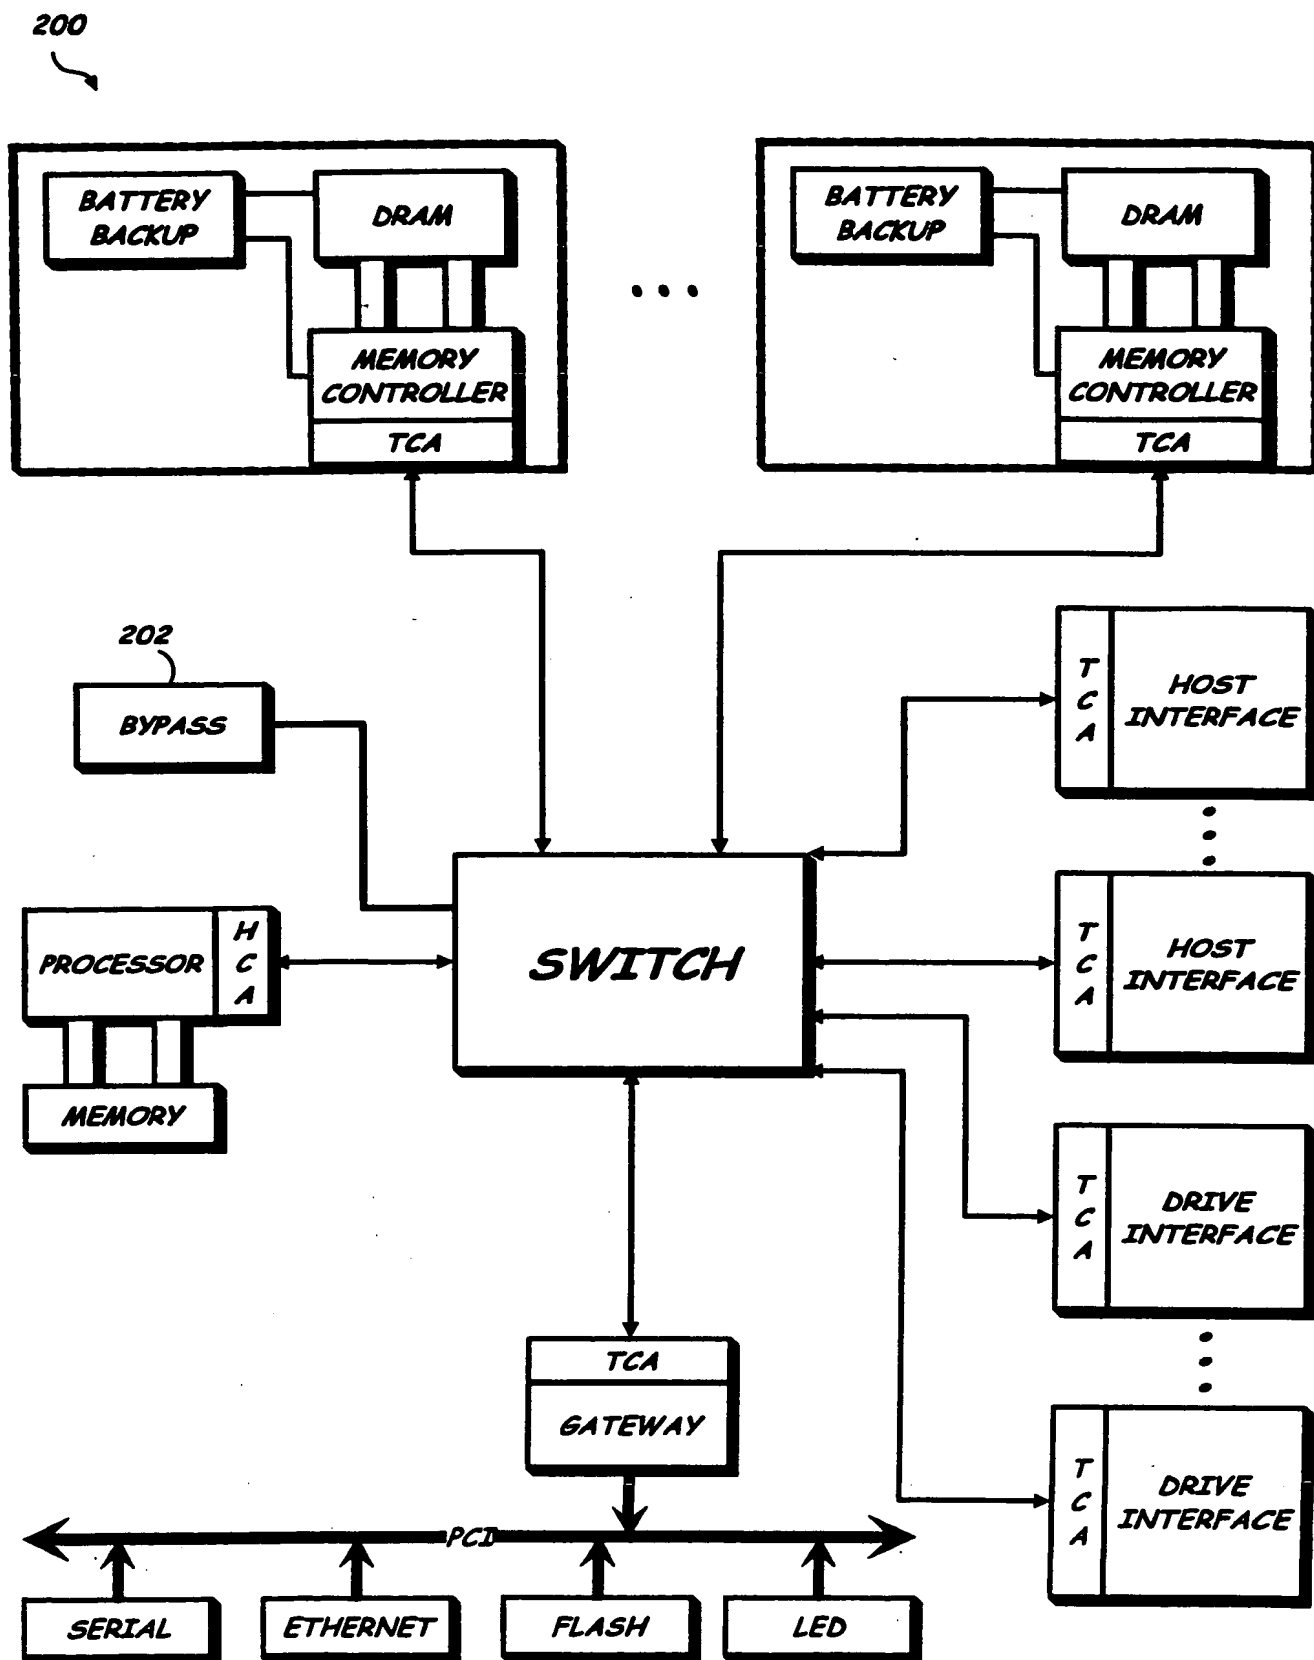 200
BATTERY
BACKUP
DRAM
MEMORY
CONTROLLER
TCA
BATTERY
BACKUP
DRAM
MEMORY
CONTROLLER
TCA
202
BYPASS
T
C
A
HOST
INTERFACE
PROCESSOR
H
C
A
MEMORY
SWITCH
T
C
A
HOST
INTERFACE
T
C
A
DRIVE
INTERFACE
TCA
GATEWAY
T
C
A
DRIVE
INTERFACE
PCI
SERIAL
ETHERNET
FLASH
LED